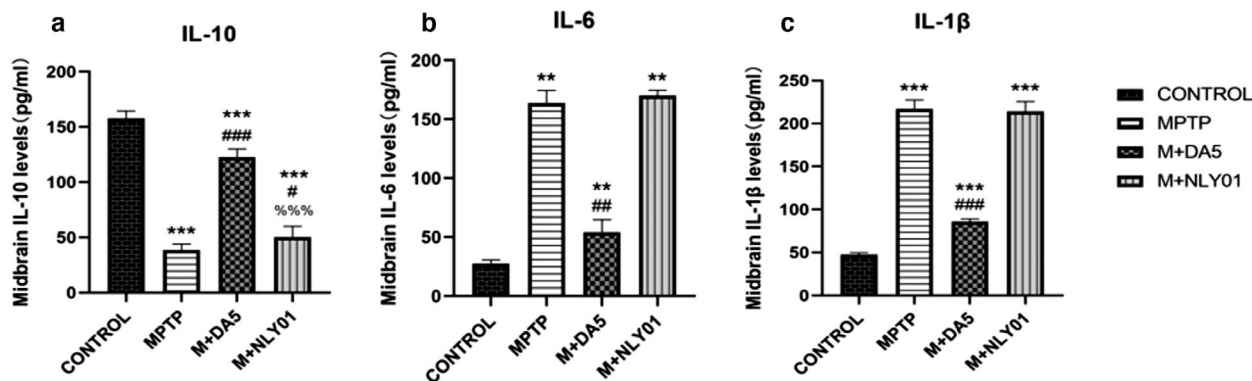 a
IL-10
Midbrain IL-10 levels(pg/ml)
200
150
100
50
0
***
***
###
***
#
%%%
CONTROL
MPTP
M+DA5
M+NLY01
b
IL-6
Midbrain IL-6 levels(pg/ml)
200
150
100
50
0
**
**
##
**
CONTROL
MPTP
M+DA5
M+NLY01
c
IL-1β
Midbrain IL-1β levels(pg/ml)
250
200
150
100
50
0
***
***
###
***
CONTROL
MPTP
M+DA5
M+NLY01
CONTROL
MPTP
M+DA5
M+NLY01